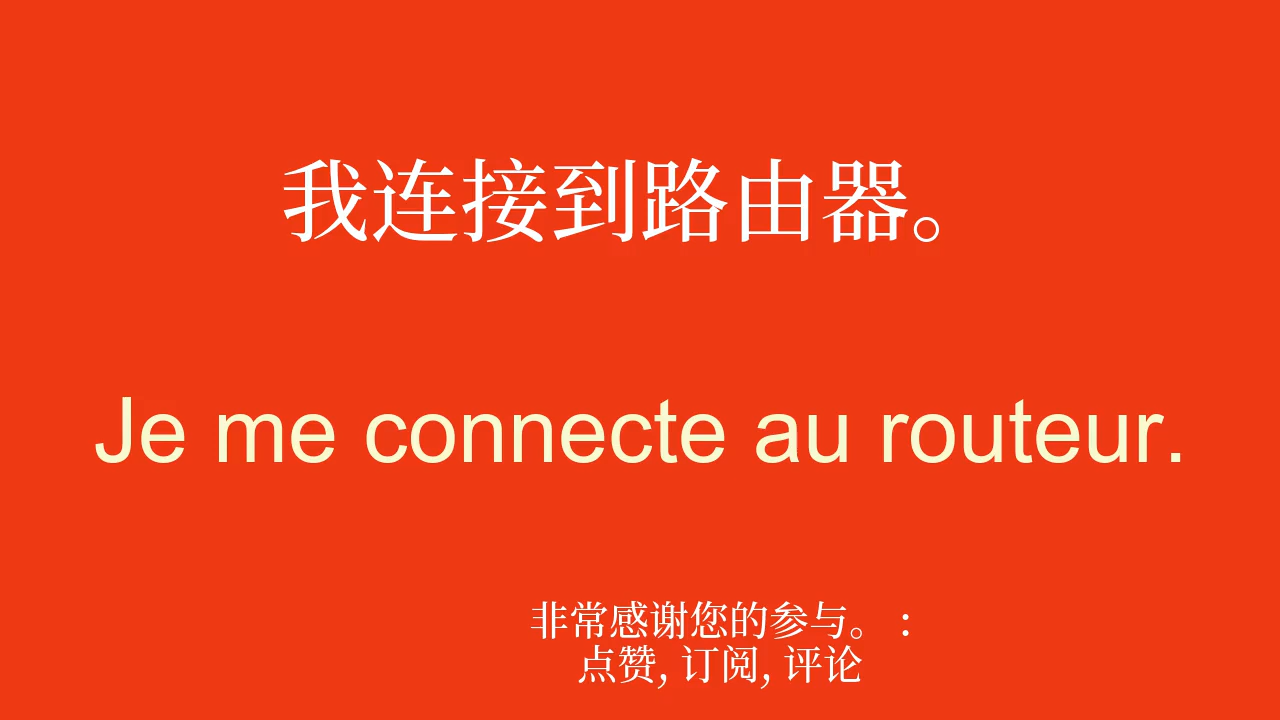 我连接到路由器。
Je me connecte au routeur.
非常感谢您的参与。 :
点赞, 订阅, 评论